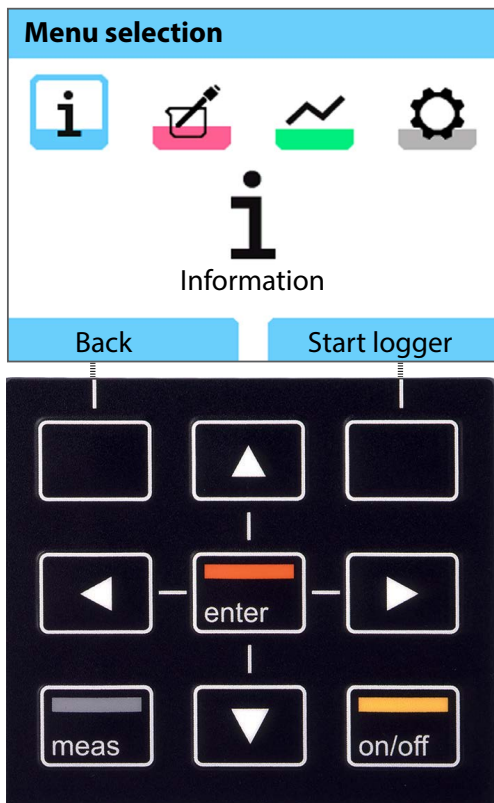 Menu selection
i
Information
Back
Start logger
enter
meas
on/off